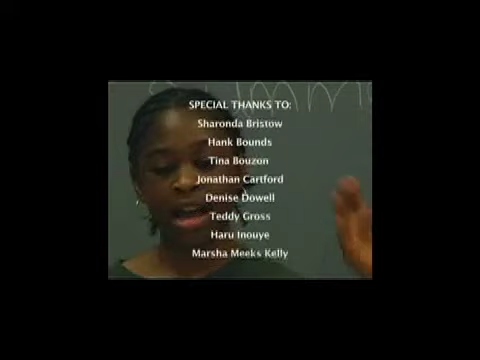 SPECIAL THANKS TO:
Sharonda Bristow
Hank Bounds
Tina Bouzon
Jonathan Cartford
Denise Dowell
Teddy Gross
Haru Inouye
Marsha Meeks Kelly